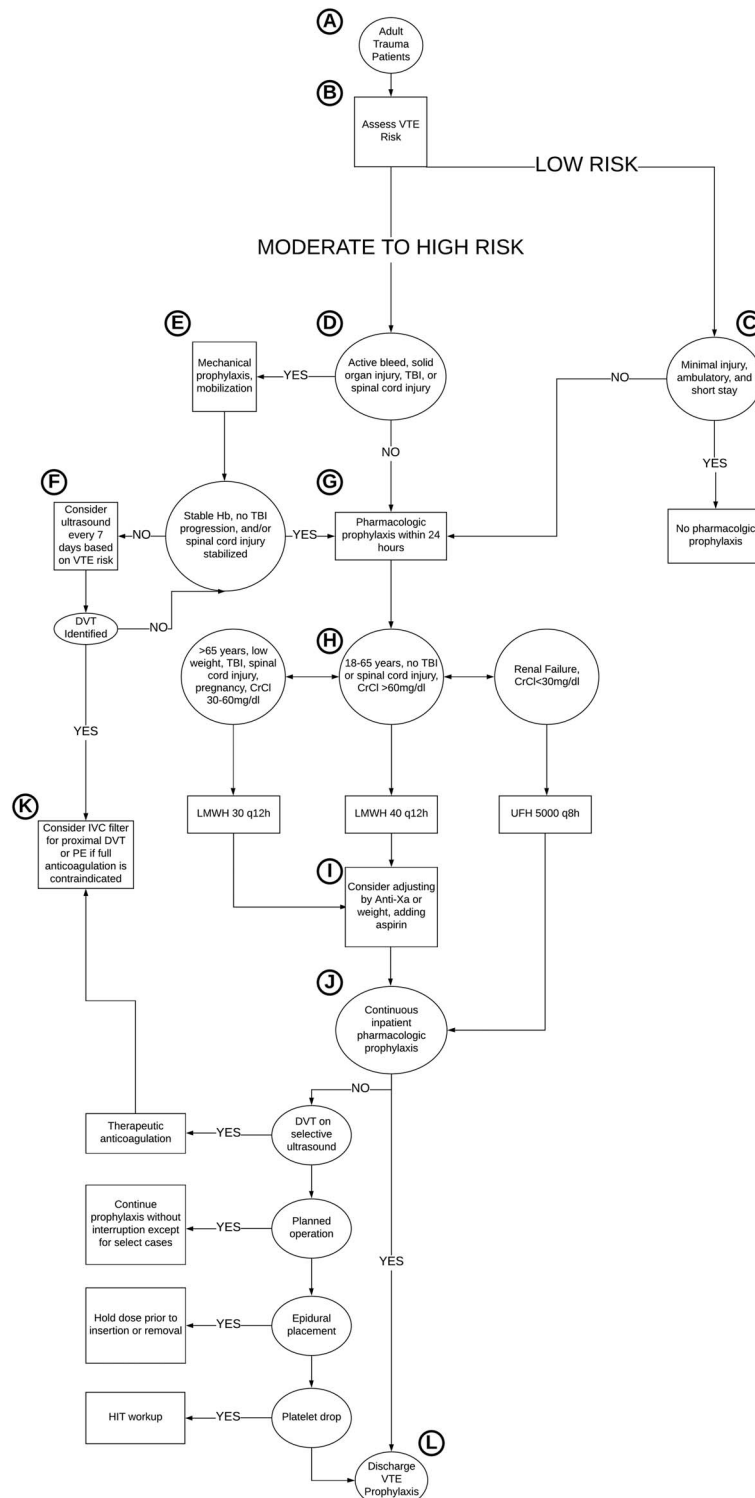 A
Adult
Trauma
Patients
B
Assess VTE
Risk
LOW RISK
MODERATE TO HIGH RISK
C
Minimal injury,
ambulatory, and
short stay
NO
YES
No pharmacolgic
prophylaxis
D
Active bleed, solid
organ injury, TBI, or
spinal cord injury
YES
NO
E
Mechanical
prophylaxis,
mobilization
Stable Hb, no TBI
progression, and/or
spinal cord injury
stabilized
NO
YES
F
Consider
ultrasound
every 7
days based
on VTE risk
DVT
Identified
NO
YES
G
Pharmacologic
prophylaxis within 24
hours
H
>65 years, low
weight, TBI, spinal
cord injury,
pregnancy, CrCl
30-60mg/dl
18-65 years, no TBI
or spinal cord injury,
CrCl >60mg/dl
Renal Failure,
CrCl<30mg/dl
LMWH 30 q12h
LMWH 40 q12h
UFH 5000 q8h
K
Consider IVC filter
for proximal DVT
or PE if full
anticoagulation is
contraindicated
I
Consider adjusting
by Anti-Xa or
weight, adding
aspirin
J
Continuous
inpatient
pharmacologic
prophylaxis
NO
YES
DVT on
selective
ultrasound
YES
Therapeutic
anticoagulation
Planned
operation
YES
Continue
prophylaxis without
interruption except
for select cases
Epidural
placement
YES
Hold dose prior to
insertion or removal
Platelet drop
YES
HIT workup
L
Discharge
VTE
Prophylaxis